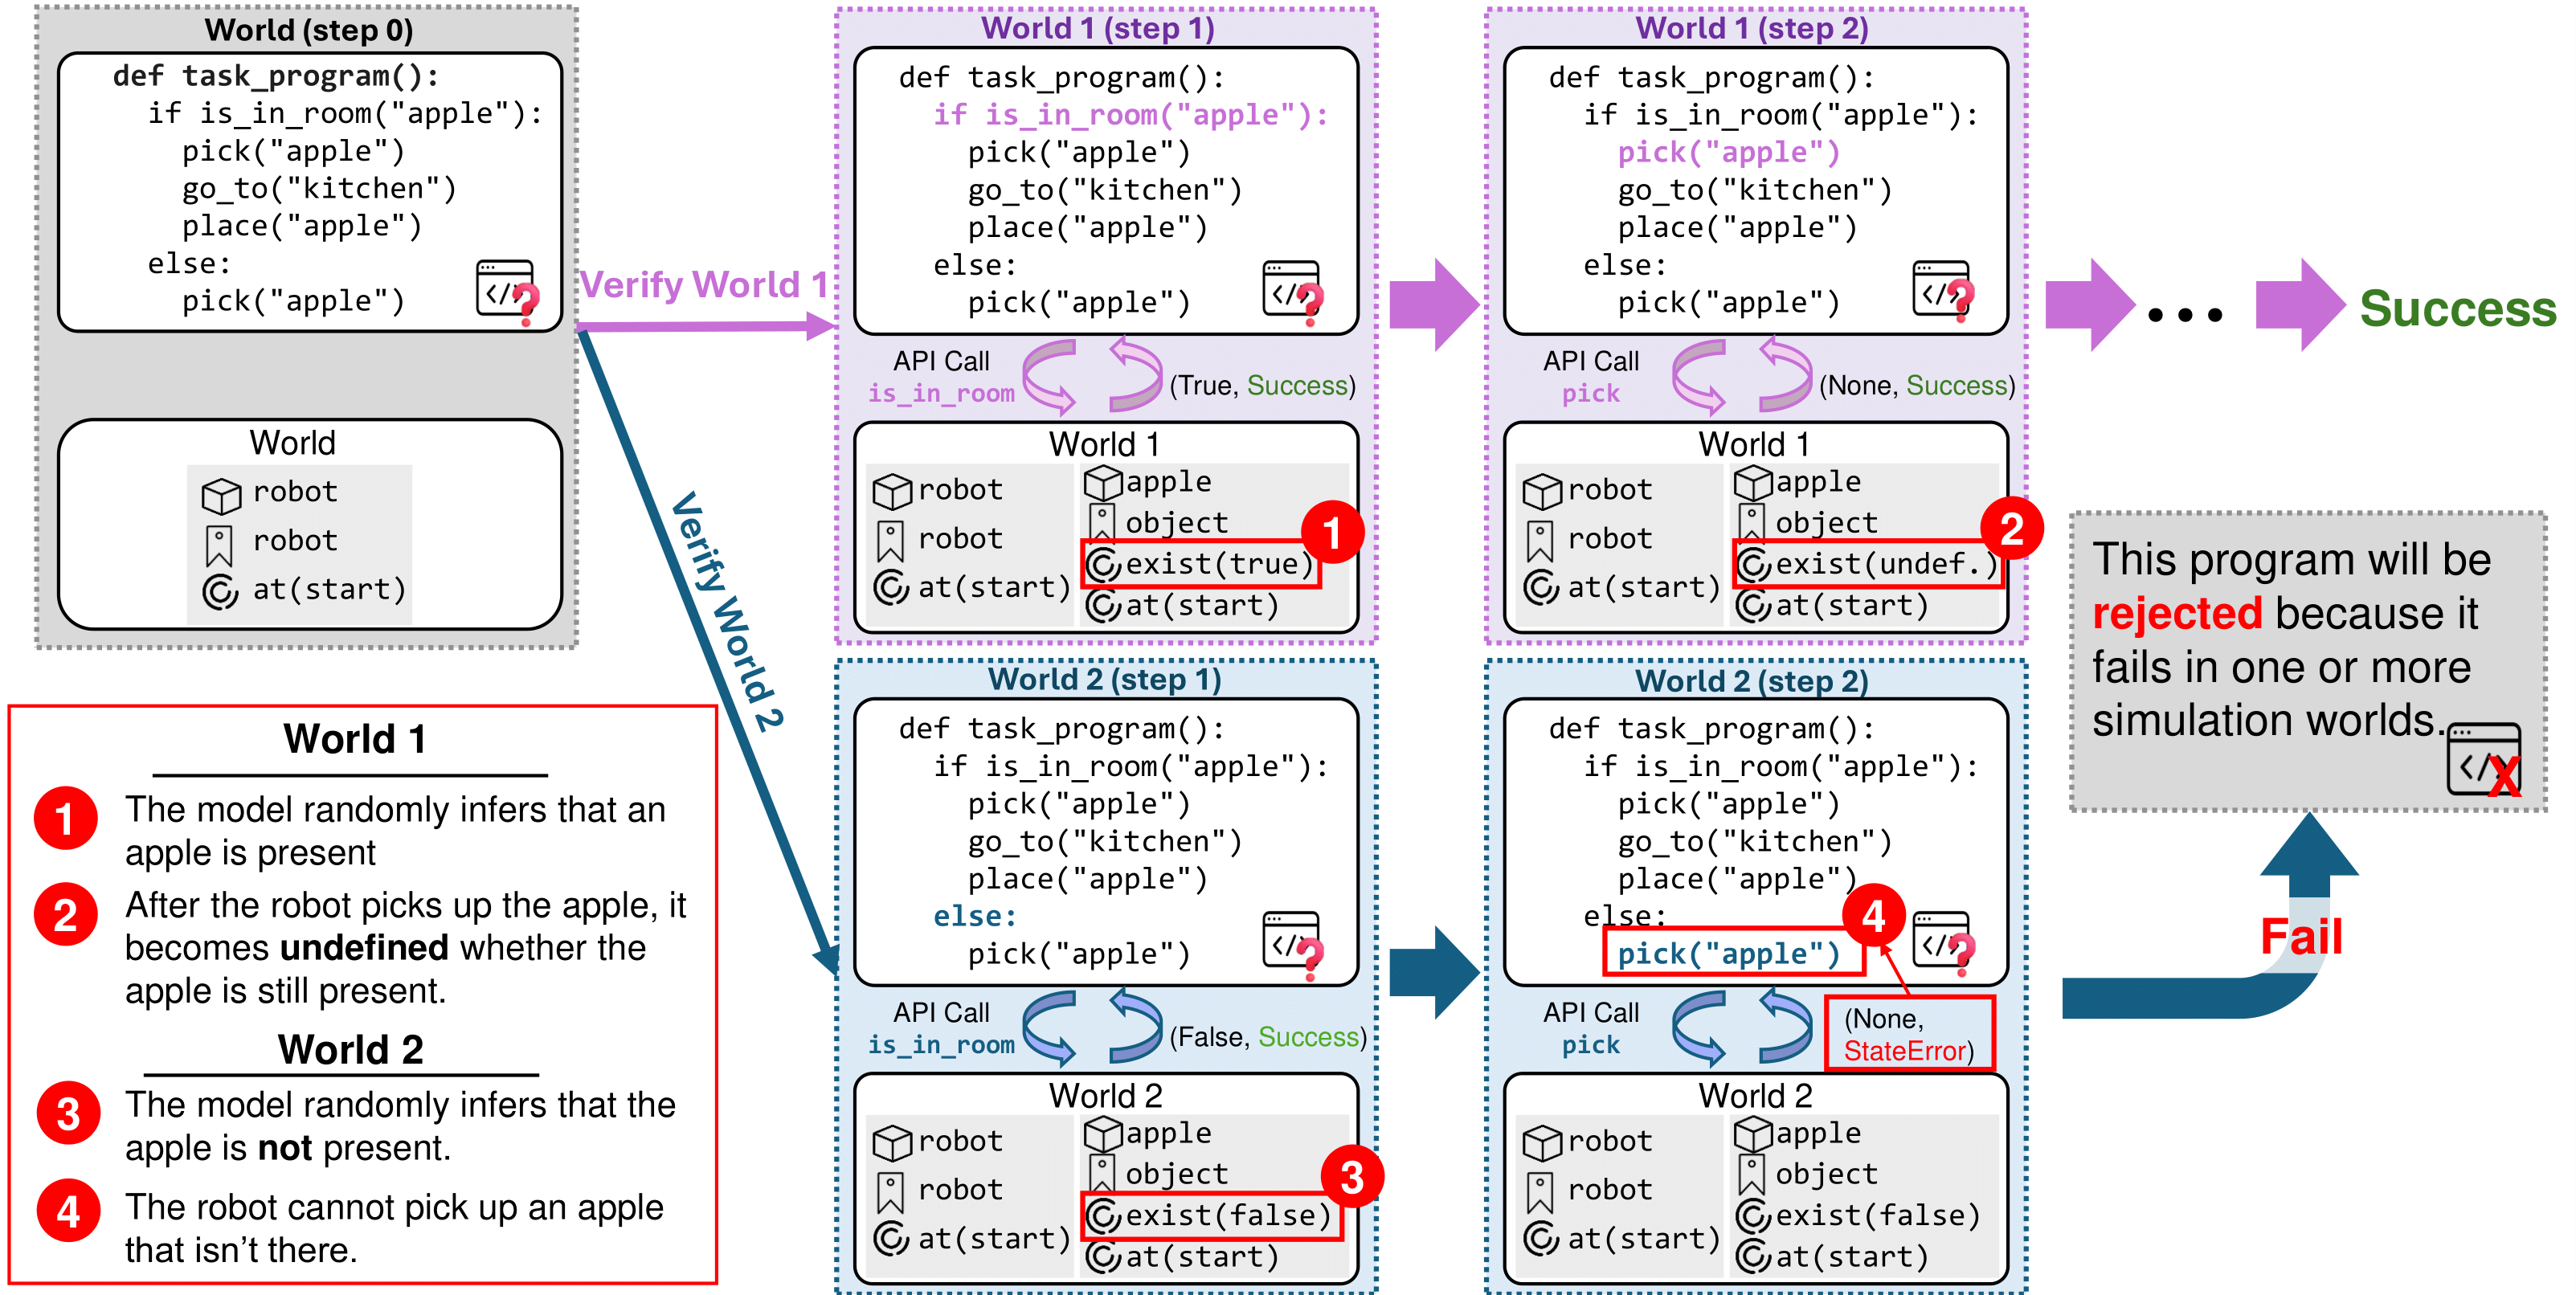 World (step 0)
def task_program():
if is_in_room("apple"):
pick("apple")
go_to("kitchen")
place("apple")
else:
pick("apple")
</>?
World
robot
robot
at(start)
Verify World 1
Verify World 2
World 1 (step 1)
def task_program():
if is_in_room("apple"):
pick("apple")
go_to("kitchen")
place("apple")
else:
pick("apple")
</>?
API Call
is_in_room
(True, Success)
World 1
robot
robot
at(start)
apple
object
exist(true)
at(start)
1
World 1 (step 2)
def task_program():
if is_in_room("apple"):
pick("apple")
go_to("kitchen")
place("apple")
else:
pick("apple")
</>?
API Call
pick
(None, Success)
World 1
robot
robot
at(start)
apple
object
exist(undef.)
at(start)
2
...
Success
World 2 (step 1)
def task_program():
if is_in_room("apple"):
pick("apple")
go_to("kitchen")
place("apple")
else:
pick("apple")
</>?
API Call
is_in_room
(False, Success)
World 2
robot
robot
at(start)
apple
object
exist(false)
at(start)
3
World 2 (step 2)
def task_program():
if is_in_room("apple"):
pick("apple")
go_to("kitchen")
place("apple")
else:
pick("apple")
4
</>?
API Call
pick
(None,
StateError)
World 2
robot
robot
at(start)
apple
object
exist(false)
at(start)
Fail
This program will be
rejected because it
fails in one or more
simulation worlds.
</>X
World 1
1 The model randomly infers that an
apple is present
2 After the robot picks up the apple, it
becomes undefined whether the
apple is still present.
World 2
3 The model randomly infers that the
apple is not present.
4 The robot cannot pick up an apple
that isn't there.